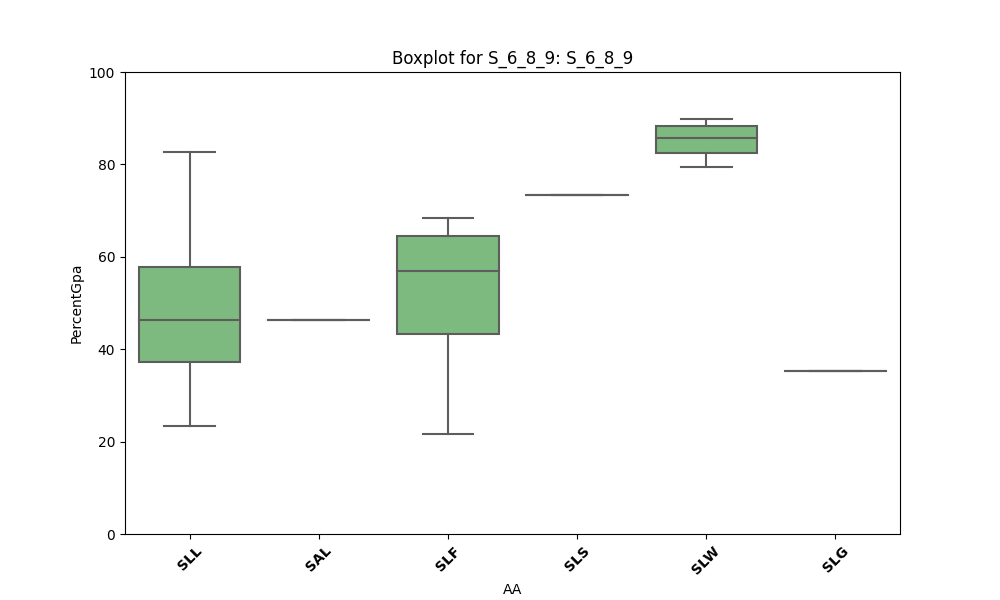 Boxplot for S_6_8_9: S_6_8_9
100
80
60
40
20
0
PercentGpa
SLL
SAL
SLF
SLS
SLW
SLG
AA